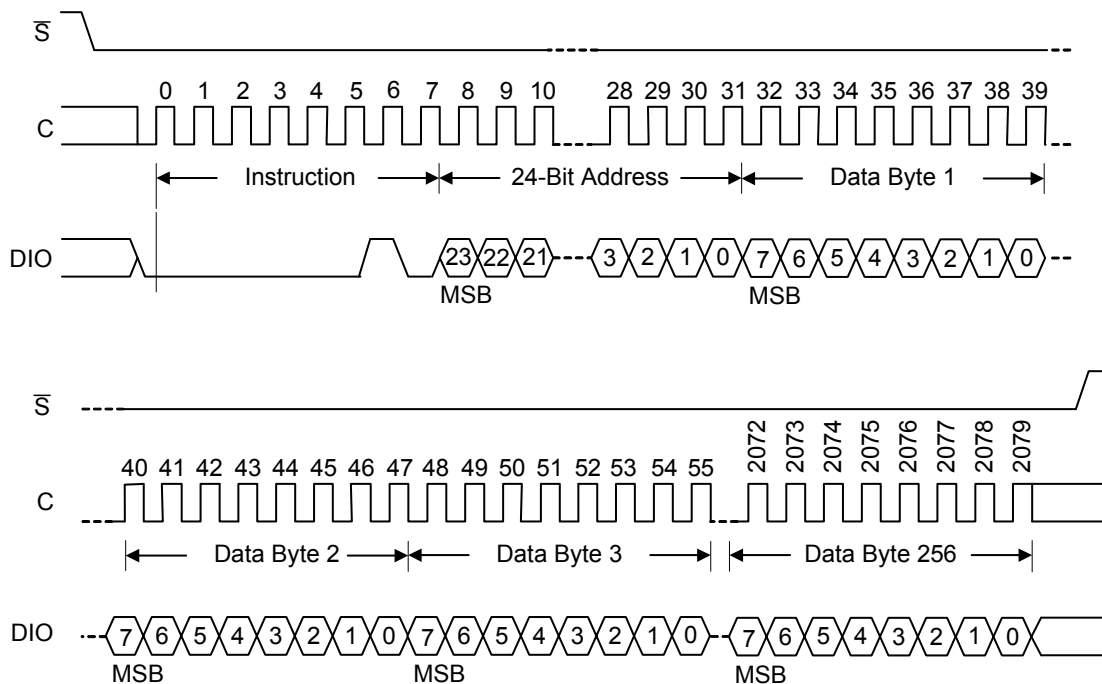 S̅
0 1 2 3 4 5 6 7 8 9 10 28 29 30 31 32 33 34 35 36 37 38 39
C
Instruction 24-Bit Address Data Byte 1
DIO 23 22 21 3 2 1 0 7 6 5 4 3 2 1 0
MSB MSB
S̅
40 41 42 43 44 45 46 47 48 49 50 51 52 53 54 55 2072 2073 2074 2075 2076 2077 2078 2079
C
Data Byte 2 Data Byte 3 Data Byte 256
DIO 7 6 5 4 3 2 1 0 7 6 5 4 3 2 1 0 7 6 5 4 3 2 1 0
MSB MSB MSB